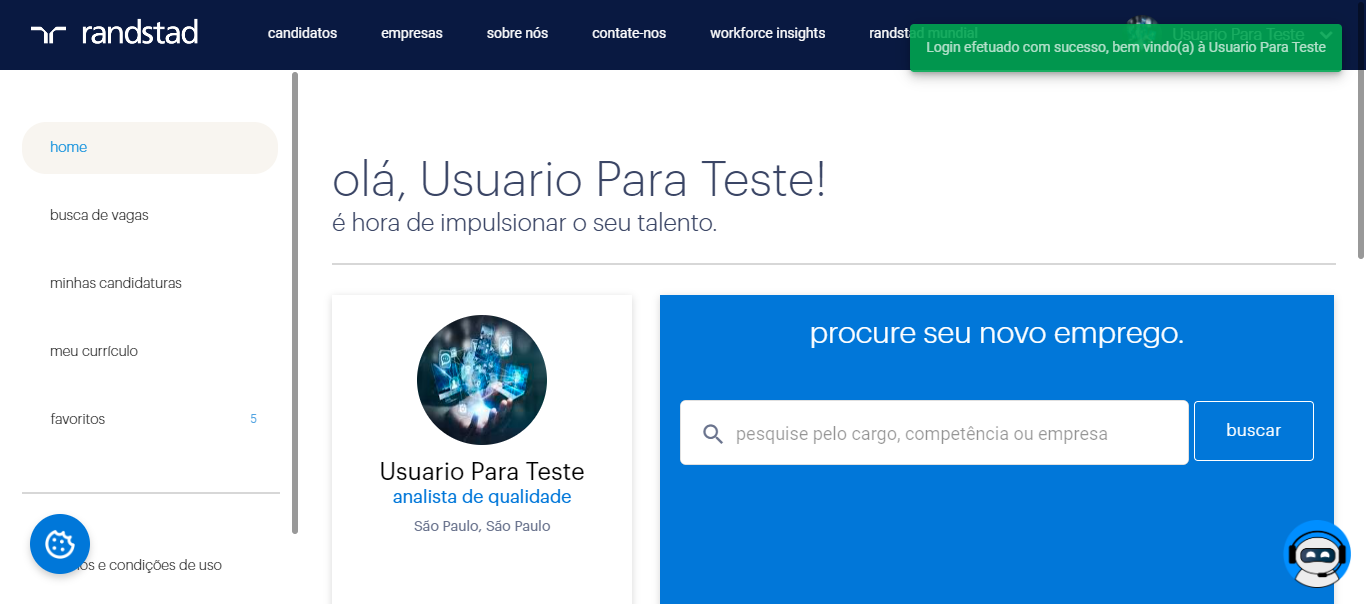 randstad
candidatos
empresas
sobre nós
contate-nos
workforce insights
randstad mundial
Usuario Para Teste
Login efetuado com sucesso, bem vindo(a) à Usuario Para Teste
home
busca de vagas
minhas candidaturas
meu currículo
favoritos 5
e condições de uso
olá, Usuario Para Teste!
é hora de impulsionar o seu talento.
Usuario Para Teste
analista de qualidade
São Paulo, São Paulo
procure seu novo emprego.
pesquise pelo cargo, competência ou empresa
buscar